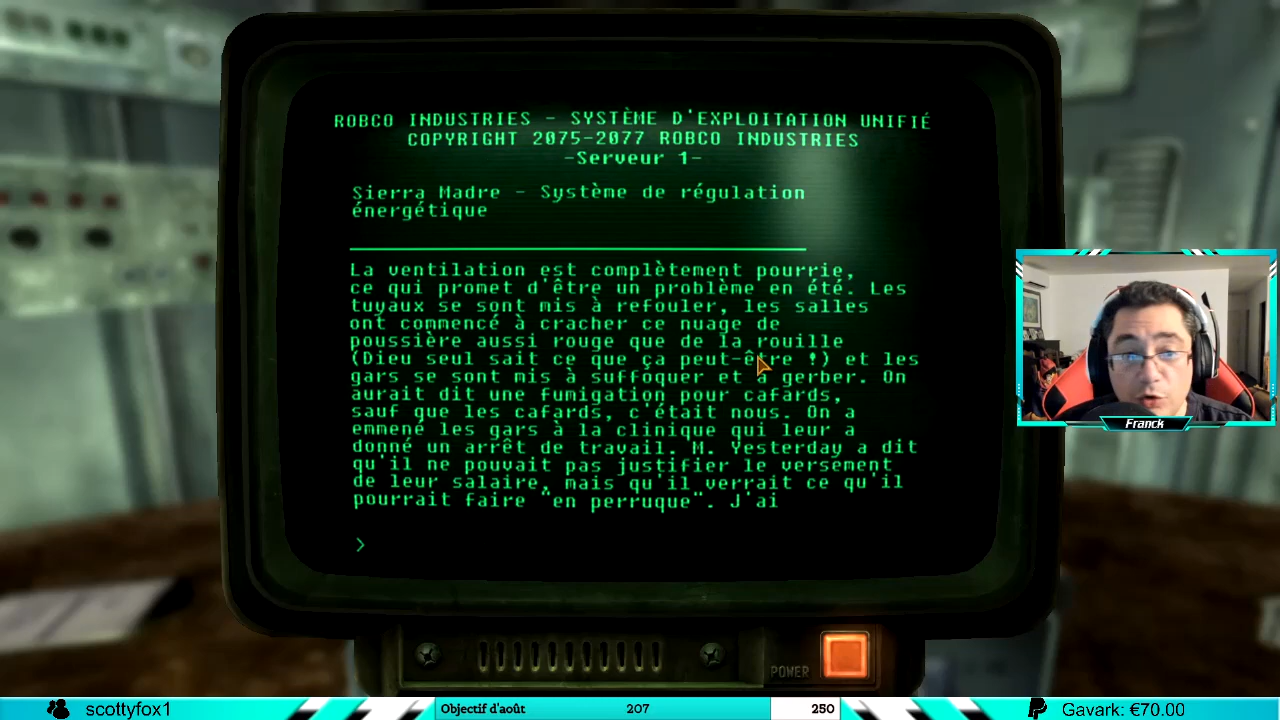 ROBCO INDUSTRIES - SYSTÈME D'EXPLOITATION UNIFIÉ
COPYRIGHT 2075-2077 ROBCO INDUSTRIES
-Serveur 1-
Sierra Madre - Système de régulation
énergétique
La ventilation est complètement pourrie,
ce qui promet d'être un problème en été. Les
tuyaux se sont mis à refouler, les salles
ont commencé à cracher ce nuage de
poussière aussi rouge que de la rouille
(Dieu seul sait ce que ça peut-être !) et les
gars se sont mis à suffoquer et à gerber. On
aurait dit une fumigation pour cafards,
sauf que les cafards, c'était nous. On a
emmené les gars à la clinique qui leur a
donné un arrêt de travail. M. Yesterday a dit
qu'il ne pouvait pas justifier le versement
de leur salaire, mais qu'il verrait ce qu'il
pourrait faire "en perruque". J'ai
>
Franck
POWER
scottyfox1
Objectif d'août 207 250
Gavark: €70.00